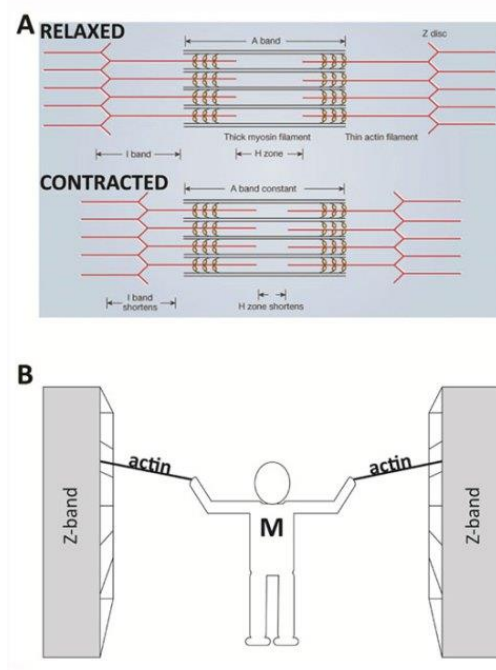 A
RELAXED
A band
Z disc
Thick myosin filament
Thin actin filament
I band
H zone
CONTRACTED
A band constant
I band
shortens
H zone shortens
B
Z-band
actin
M
actin
Z-band